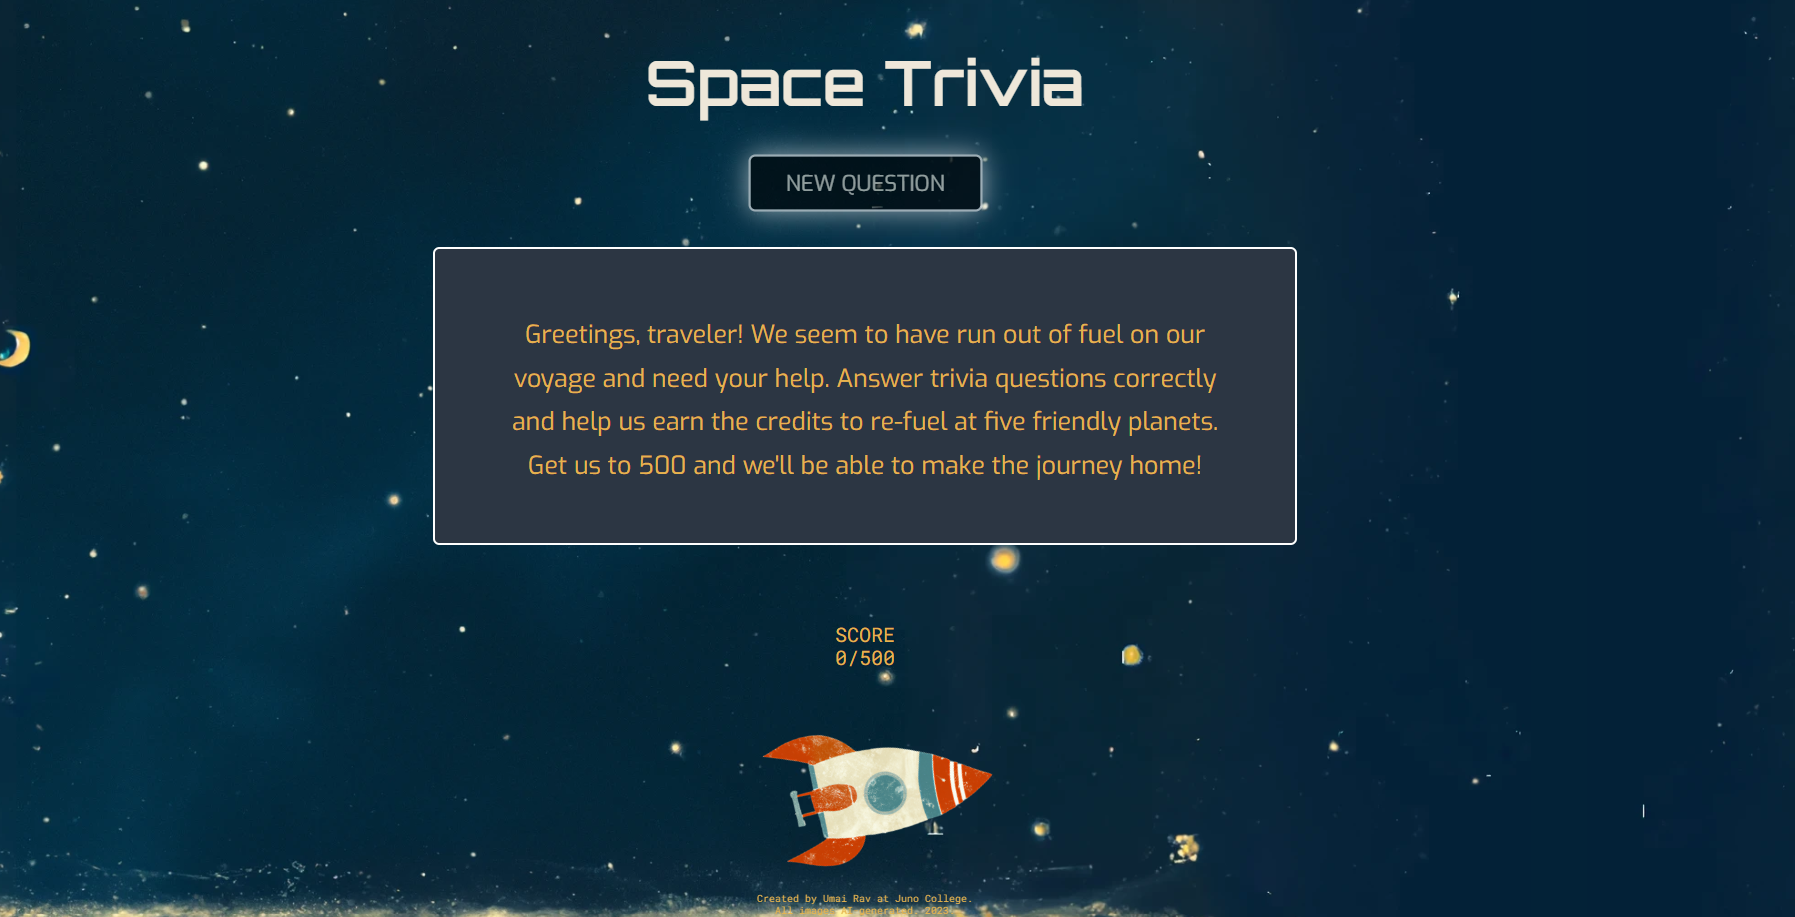 Space Trivia
NEW QUESTION
Greetings, traveler! We seem to have run out of fuel on our
voyage and need your help. Answer trivia questions correctly
and help us earn the credits to re-fuel at five friendly planets.
Get us to 500 and we'll be able to make the journey home!
SCORE
0/500
Created by Umai Rav at Juno College.
All images AI generated, 2023